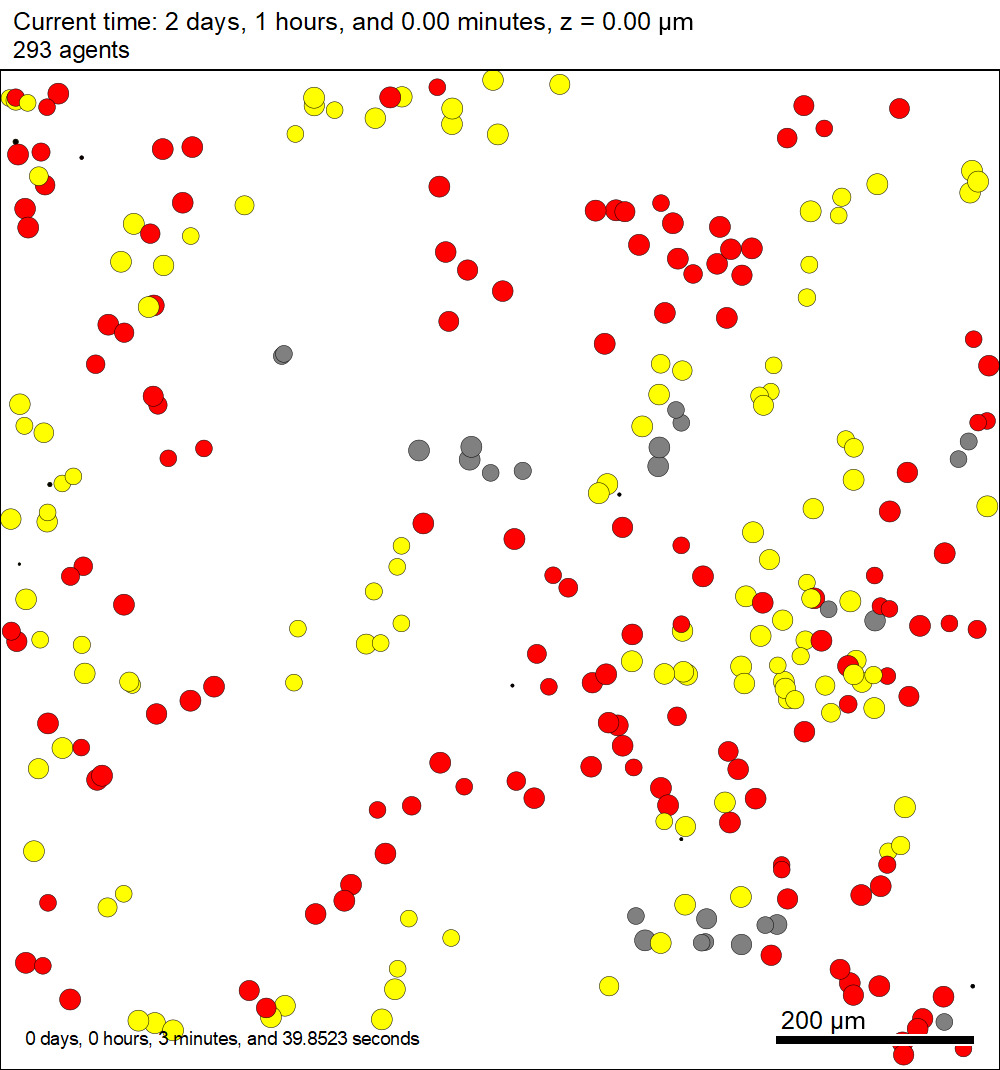 Current time: 2 days, 1 hours, and 0.00 minutes, z = 0.00 µm
293 agents
200 µm
0 days, 0 hours, 3 minutes, and 39.8523 seconds